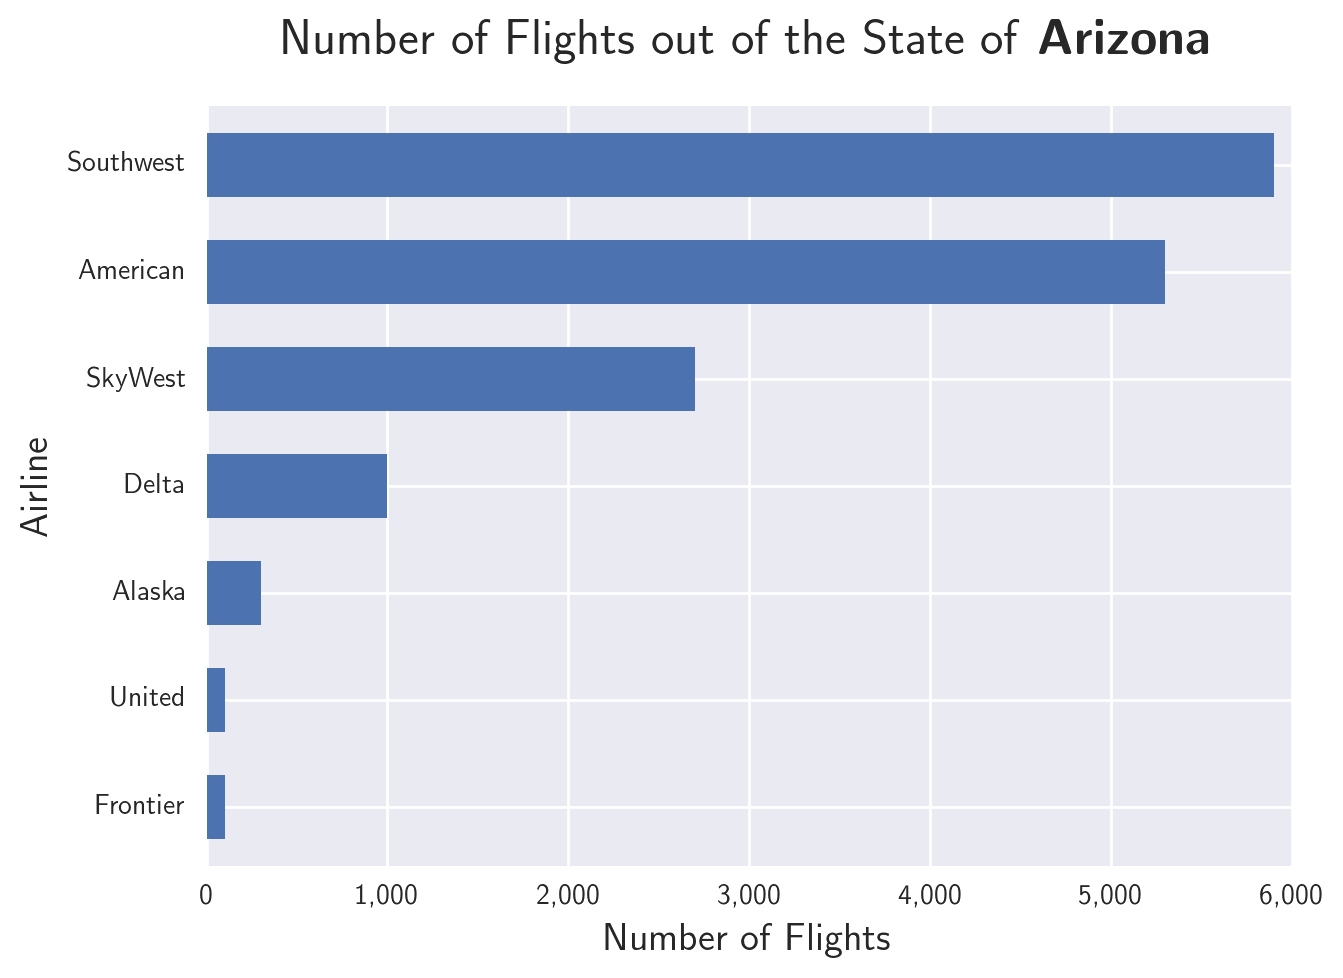 Number of Flights out of the State of Arizona
Southwest
American
SkyWest
Delta
Alaska
United
Frontier
Airline
0 1,000 2,000 3,000 4,000 5,000 6,000
Number of Flights